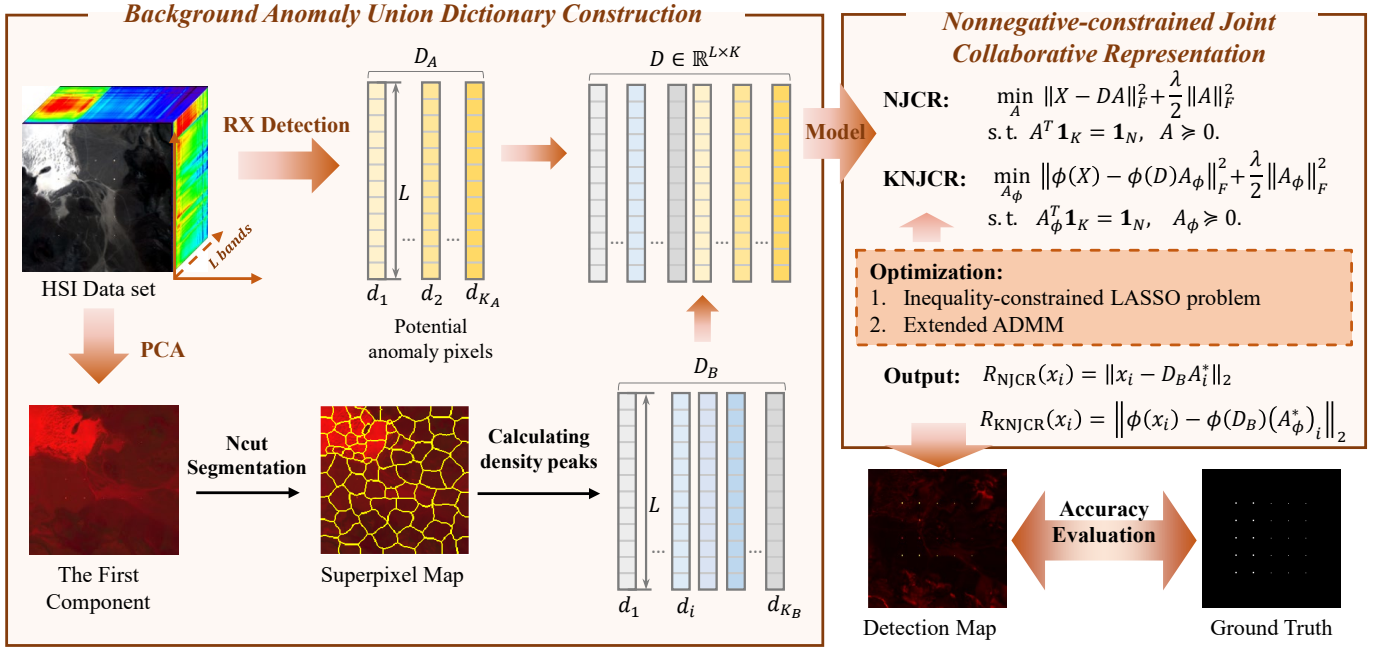 Background Anomaly Union Dictionary Construction
D_A
D ∈ ℝ^{L×K}
RX Detection
L
...
...
...
...
...
...
L bands
HSI Data set
d_1
d_2
d_{K_A}
Potential
anomaly pixels
PCA
D_B
Ncut
Segmentation
Calculating
density peaks
L
...
...
The First
Component
Superpixel Map
d_1
d_i
d_{K_B}
Model
Nonnegative-constrained Joint
Collaborative Representation
NJCR: min_A ‖X − DA‖_F^2 + λ/2 ‖A‖_F^2
s.t. A^T 1_K = 1_N, A ≽ 0.
KNJCR: min_{A_ϕ} ‖ϕ(X) − ϕ(D)A_ϕ‖_F^2 + λ/2 ‖A_ϕ‖_F^2
s.t. A_ϕ^T 1_K = 1_N, A_ϕ ≽ 0.
Optimization:
1. Inequality-constrained LASSO problem
2. Extended ADMM
Output: R_NJCR(x_i) = ‖x_i − D_B A_i^*‖_2
R_KNJCR(x_i) = ‖ϕ(x_i) − ϕ(D_B)(A_ϕ^*)_i‖_2
Accuracy
Evaluation
Detection Map
Ground Truth